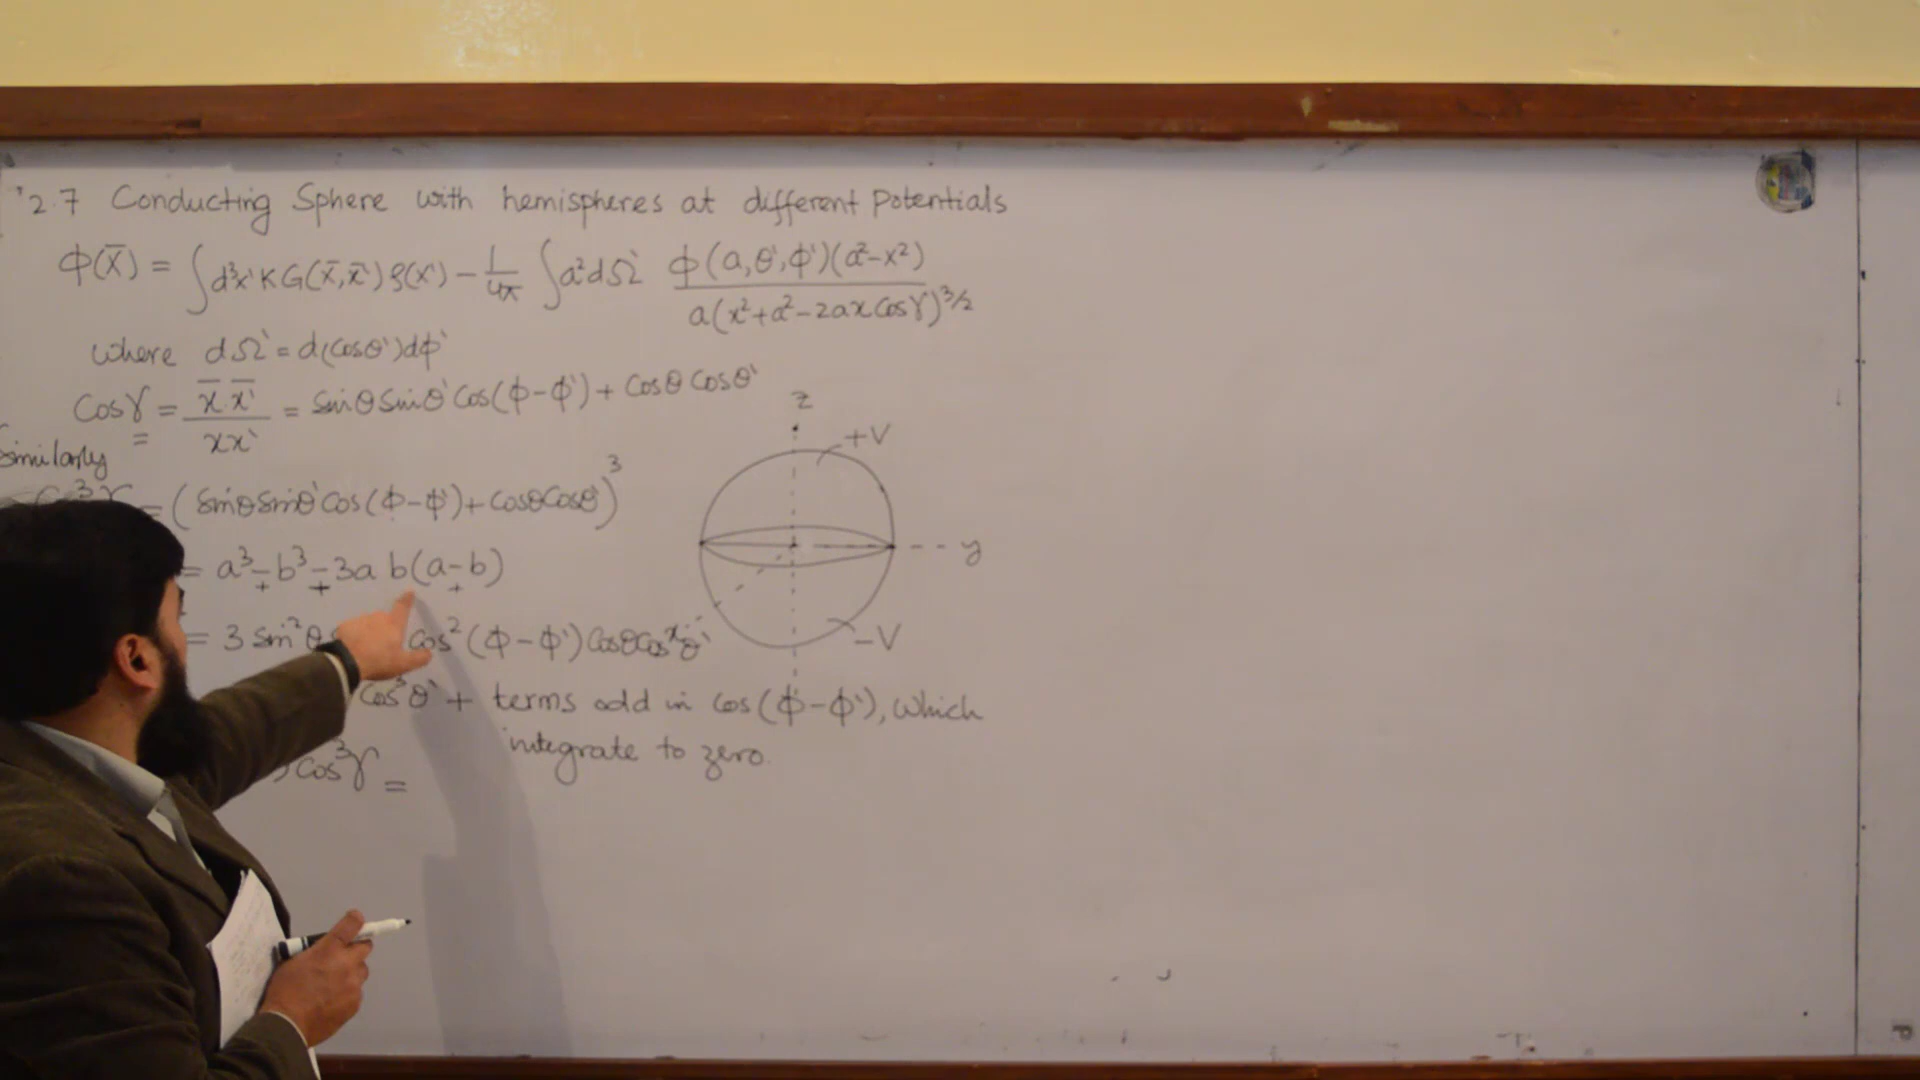 2.7 Conducting Sphere with hemispheres at different Potentials
Φ(x̄) = ∫d³x' K G(x̄,x̄') ρ(x') − 1/4π ∫a²dΩ' Φ(a,θ',φ')(a²−x²) / a(x²+a²−2ax Cosγ)^3/2
where dΩ' = d(Cosθ')dφ'
Cosγ = x̄.x̄' / xx' = Sinθ Sinθ' Cos(φ−φ') + Cosθ Cosθ'
Similarly
= (Sinθ Sinθ' Cos(φ−φ') + Cosθ Cosθ')³
= a³ − b³ − 3a b(a−b)
+ + +
= 3 Sin²θ Cos²(φ−φ') Cosθ Cosθ'
Cos³θ' + terms odd in Cos(φ−φ'), Which
integrate to zero.
Cos³γ =
z
+V
y
x
−V